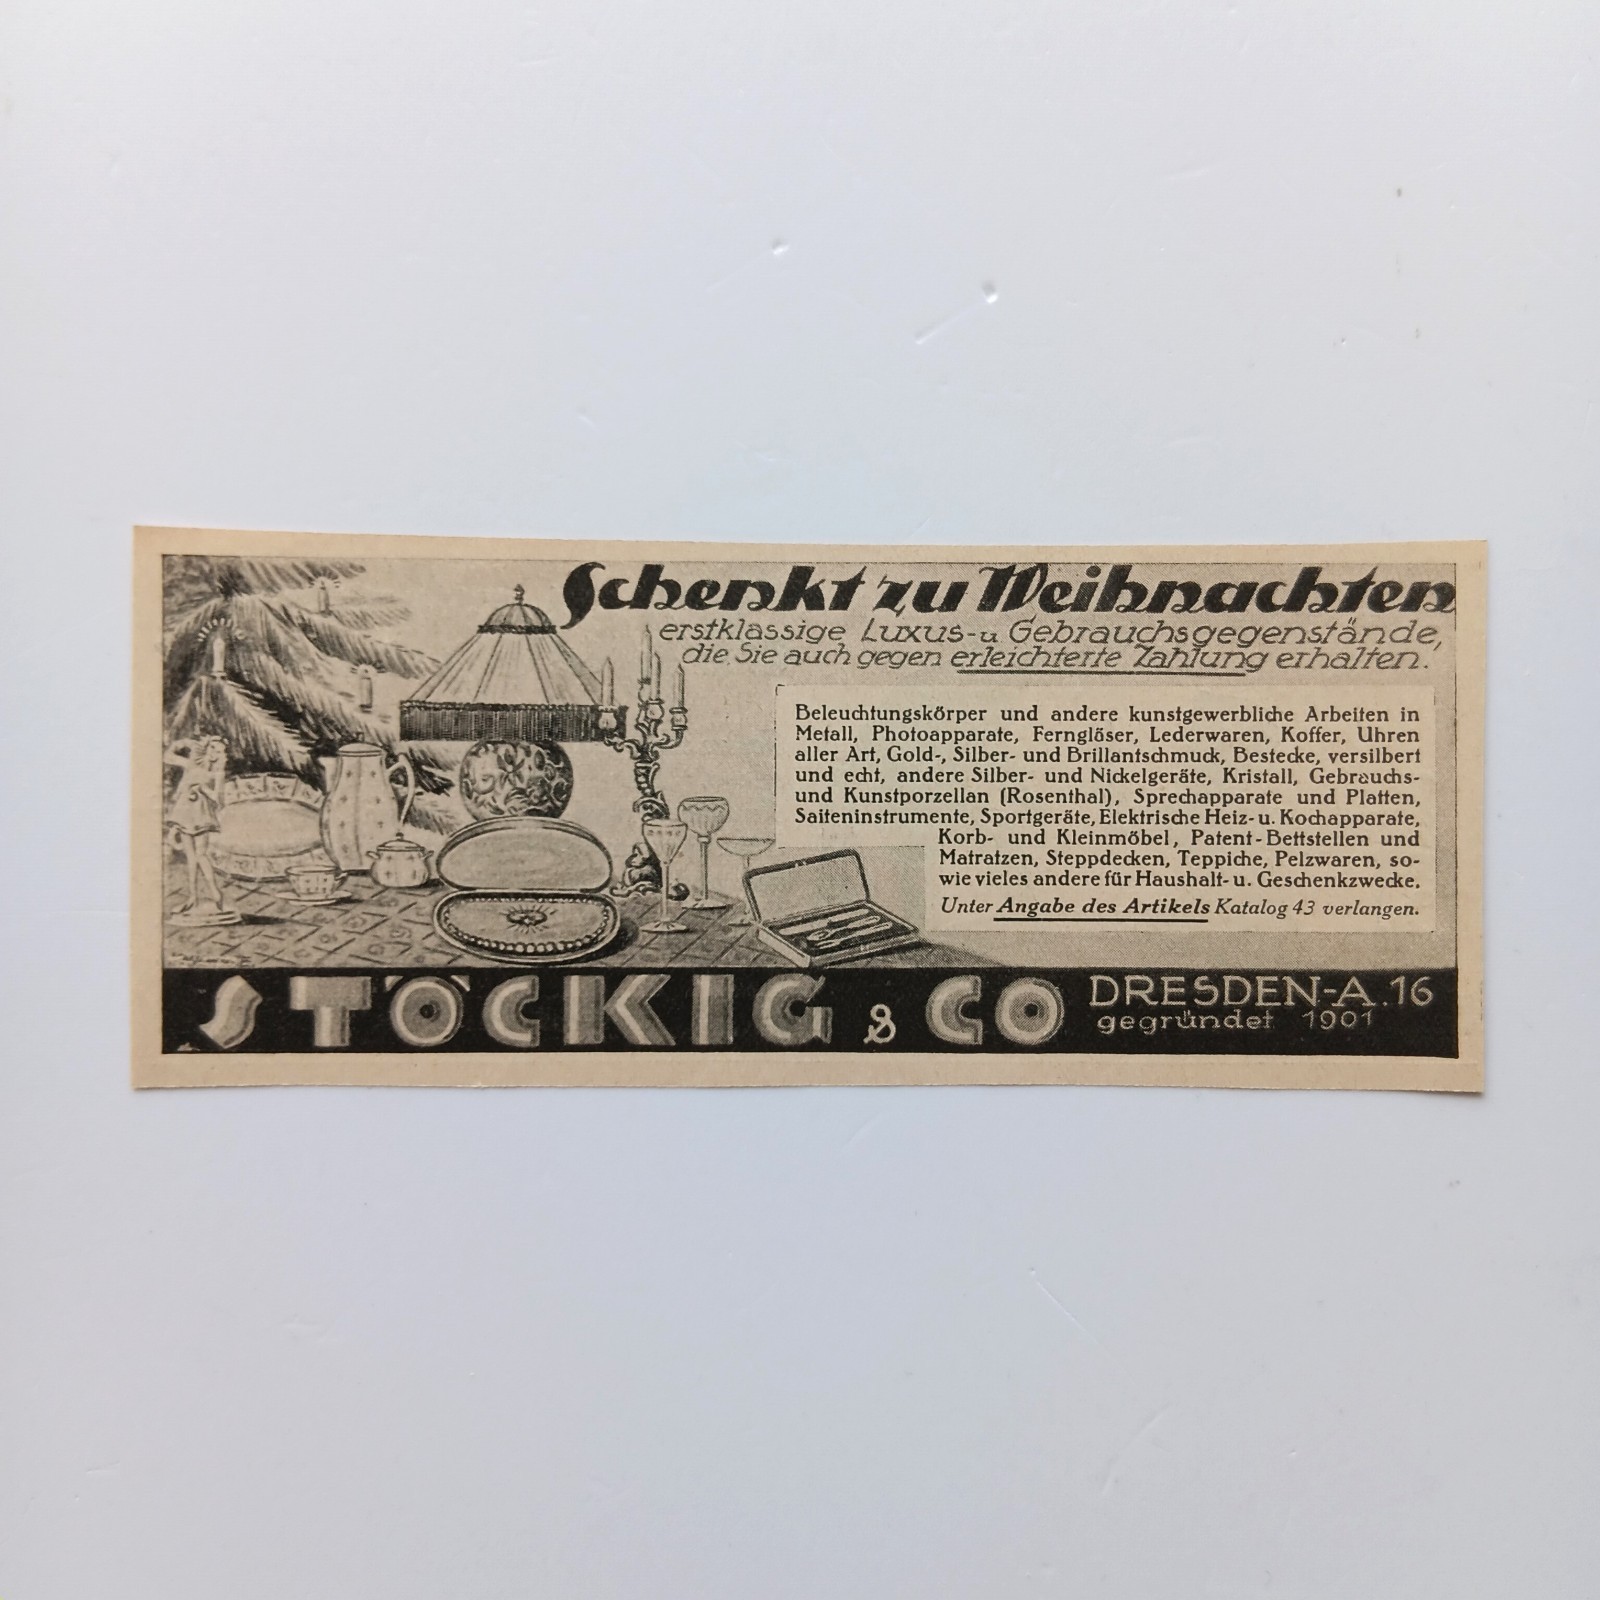 Schenkt zu Weihnachten
erstklassige Luxus- u Gebrauchsgegenstände,
die Sie auch gegen erleichterte Zahlung erhalten.
Beleuchtungskörper und andere kunstgewerbliche Arbeiten in
Metall, Photoapparate, Ferngläser, Lederwaren, Koffer, Uhren
aller Art, Gold-, Silber- und Brillantschmuck, Bestecke, versilbert
und echt, andere Silber- und Nickelgeräte, Kristall, Gebrauchs-
und Kunstporzellan (Rosenthal), Sprechapparate und Platten,
Saiteninstrumente, Sportgeräte, Elektrische Heiz- u. Kochapparate,
Korb- und Kleinmöbel, Patent-Bettstellen und
Matratzen, Steppdecken, Teppiche, Pelzwaren, so-
wie vieles andere für Haushalt- u. Geschenkzwecke.
Unter Angabe des Artikels Katalog 43 verlangen.
STÖCKIG & CO
DRESDEN-A.16
gegründet 1901